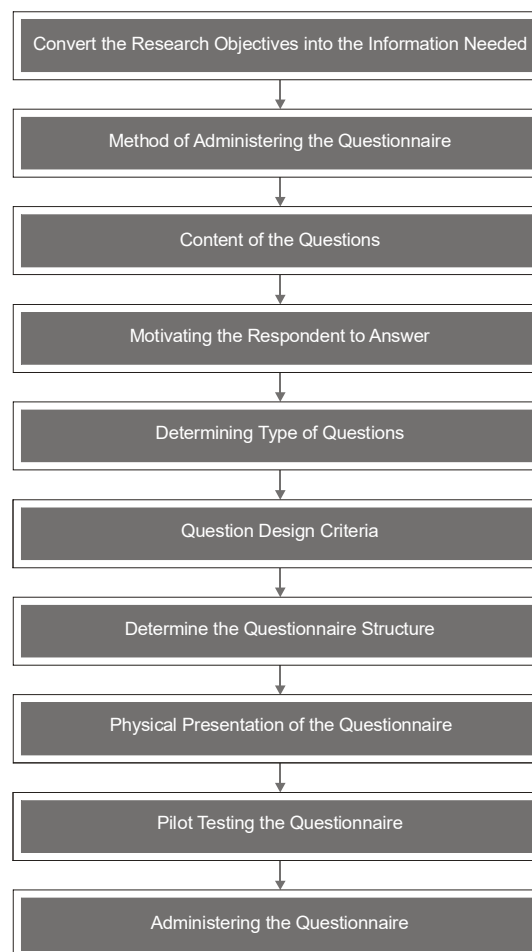 Convert the Research Objectives into the Information Needed
Method of Administering the Questionnaire
Content of the Questions
Motivating the Respondent to Answer
Determining Type of Questions
Question Design Criteria
Determine the Questionnaire Structure
Physical Presentation of the Questionnaire
Pilot Testing the Questionnaire
Administering the Questionnaire